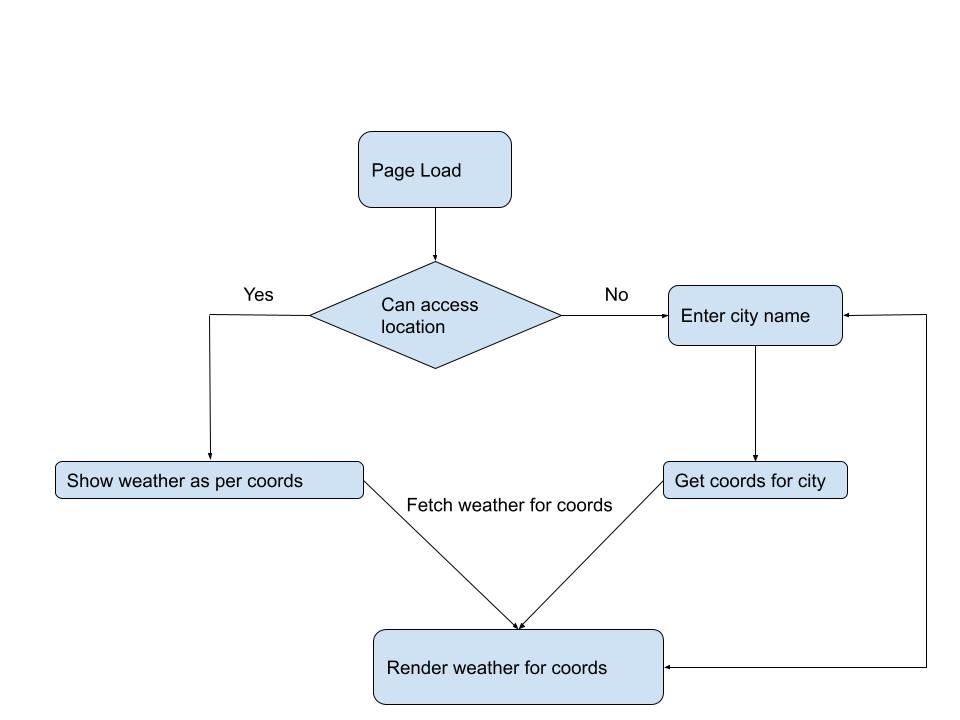 Page Load
Yes
Can access
location
No
Enter city name
Show weather as per coords
Fetch weather for coords
Get coords for city
Render weather for coords